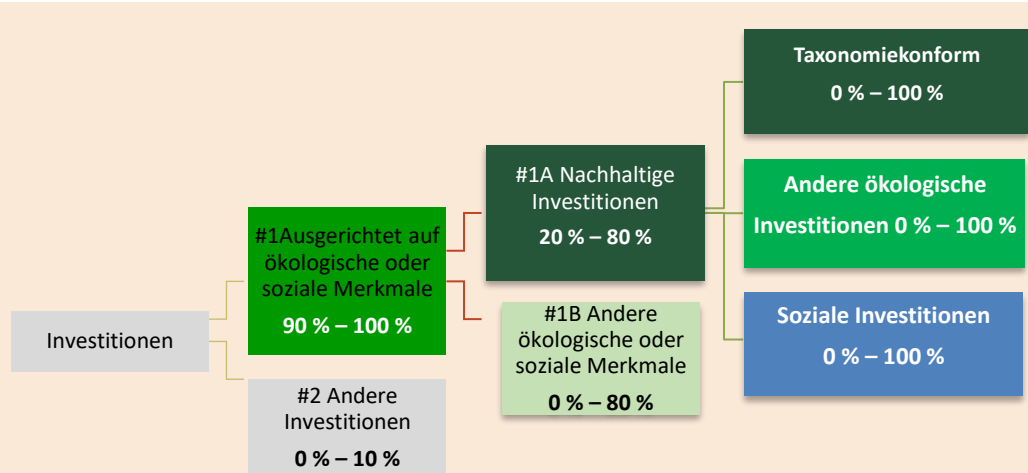 Investitionen
#1Ausgerichtet auf
ökologische oder
soziale Merkmale
90 % – 100 %
#2 Andere
Investitionen
0 % – 10 %
#1A Nachhaltige
Investitionen
20 % – 80 %
#1B Andere
ökologische oder
soziale Merkmale
0 % – 80 %
Taxonomiekonform
0 % – 100 %
Andere ökologische
Investitionen 0 % – 100 %
Soziale Investitionen
0 % – 100 %